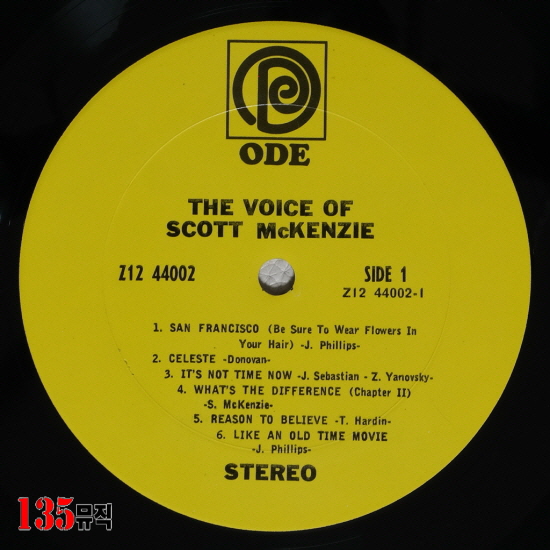 ODE
THE VOICE OF
SCOTT McKENZIE
Z12 44002
SIDE 1
Z12 44002-1
1. SAN FRANCISCO (Be Sure To Wear Flowers In
Your Hair) -J. Phillips-
2. CELESTE -Donovan-
3. IT'S NOT TIME NOW -J. Sebastian - Z. Yanovsky-
4. WHAT'S THE DIFFERENCE (Chapter II)
-S. McKenzie-
5. REASON TO BELIEVE -T. Hardin-
6. LIKE AN OLD TIME MOVIE
-J. Phillips-
STEREO
135뮤직